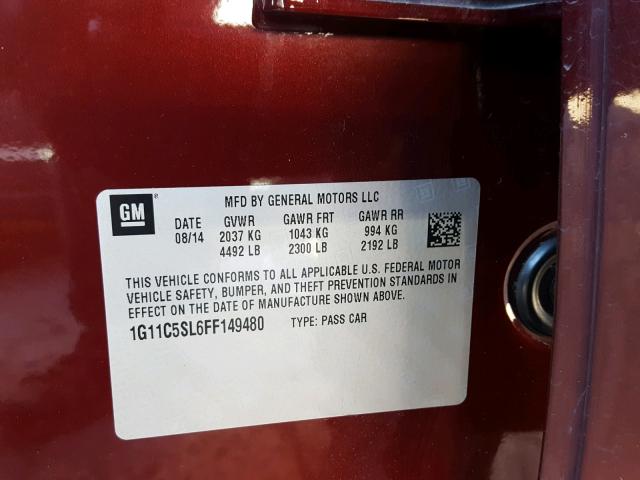 GM
MFD BY GENERAL MOTORS LLC
DATE GVWR GAWR FRT GAWR RR
08/14 2037 KG 1043 KG 994 KG
4492 LB 2300 LB 2192 LB
THIS VEHICLE CONFORMS TO ALL APPLICABLE U.S. FEDERAL MOTOR
VEHICLE SAFETY, BUMPER, AND THEFT PREVENTION STANDARDS IN
EFFECT ON THE DATE OF MANUFACTURE SHOWN ABOVE.
1G11C5SL6FF149480 TYPE: PASS CAR